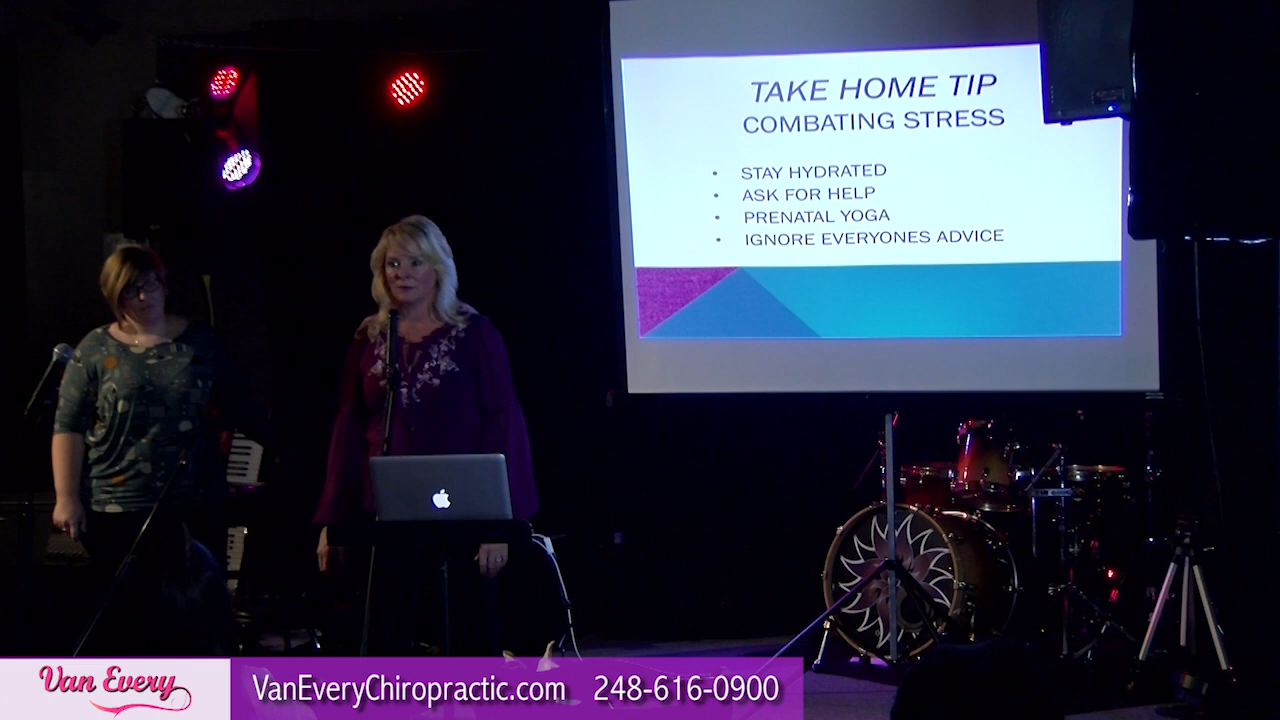 TAKE HOME TIP
COMBATING STRESS
• STAY HYDRATED
• ASK FOR HELP
• PRENATAL YOGA
• IGNORE EVERYONES ADVICE
Van Every
VanEveryChiropractic.com 248-616-0900